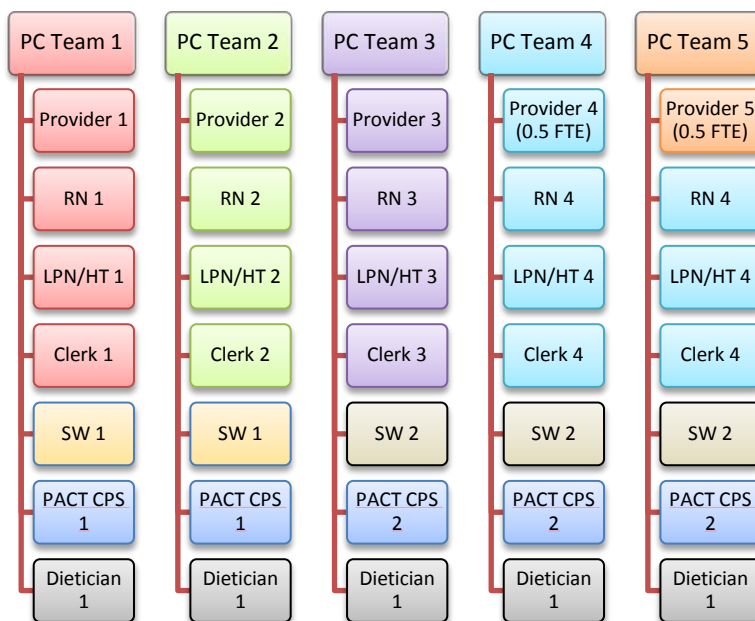 PC Team 1
PC Team 2
PC Team 3
PC Team 4
PC Team 5
Provider 1
Provider 2
Provider 3
Provider 4
(0.5 FTE)
Provider 5
(0.5 FTE)
RN 1
RN 2
RN 3
RN 4
RN 4
LPN/HT 1
LPN/HT 2
LPN/HT 3
LPN/HT 4
LPN/HT 4
Clerk 1
Clerk 2
Clerk 3
Clerk 4
Clerk 4
SW 1
SW 1
SW 2
SW 2
SW 2
PACT CPS
1
PACT CPS
1
PACT CPS
2
PACT CPS
2
PACT CPS
2
Dietician
1
Dietician
1
Dietician
1
Dietician
1
Dietician
1